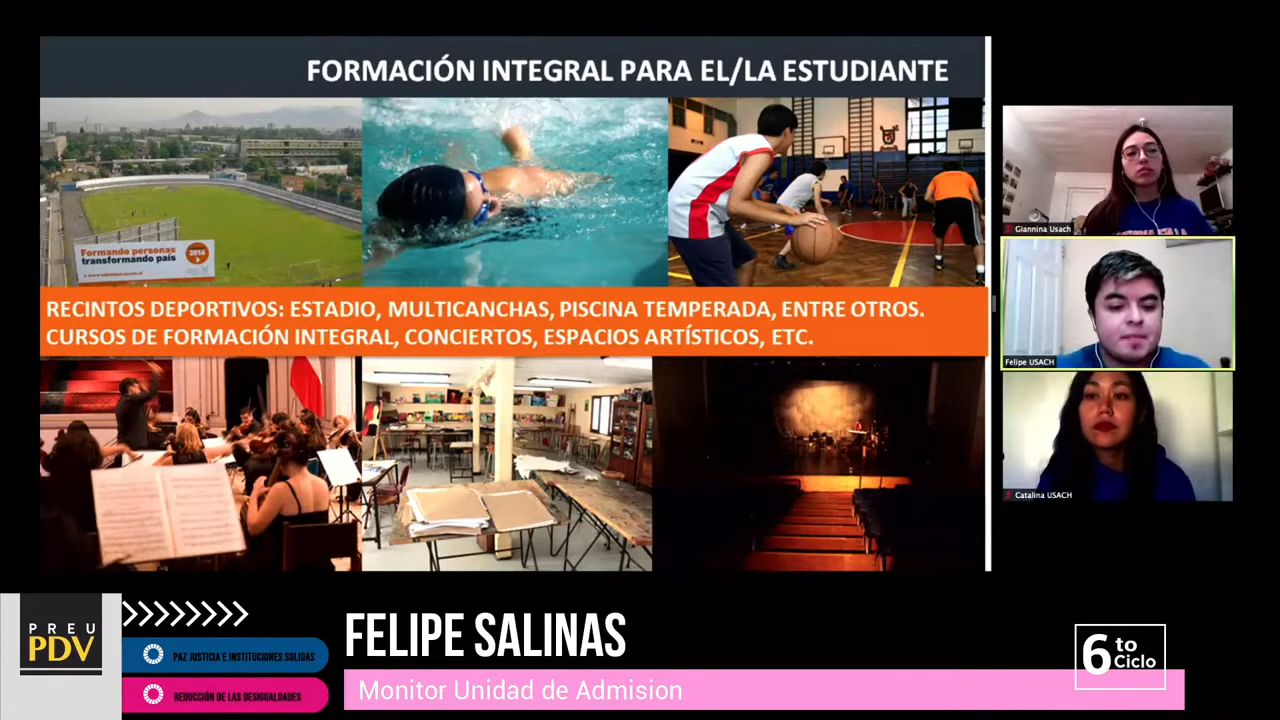 FORMACIÓN INTEGRAL PARA EL/LA ESTUDIANTE
Formando personas
transformando país
2016
RECINTOS DEPORTIVOS: ESTADIO, MULTICANCHAS, PISCINA TEMPERADA, ENTRE OTROS.
CURSOS DE FORMACIÓN INTEGRAL, CONCIERTOS, ESPACIOS ARTÍSTICOS, ETC.
Giannina Usach
Felipe USACH
Catalina USACH
PREU
PDV
PAZ JUSTICIA E INSTITUCIONES SOLIDAS
REDUCCIÓN DE LAS DESIGUALDADES
FELIPE SALINAS
Monitor Unidad de Admision
6to
Ciclo